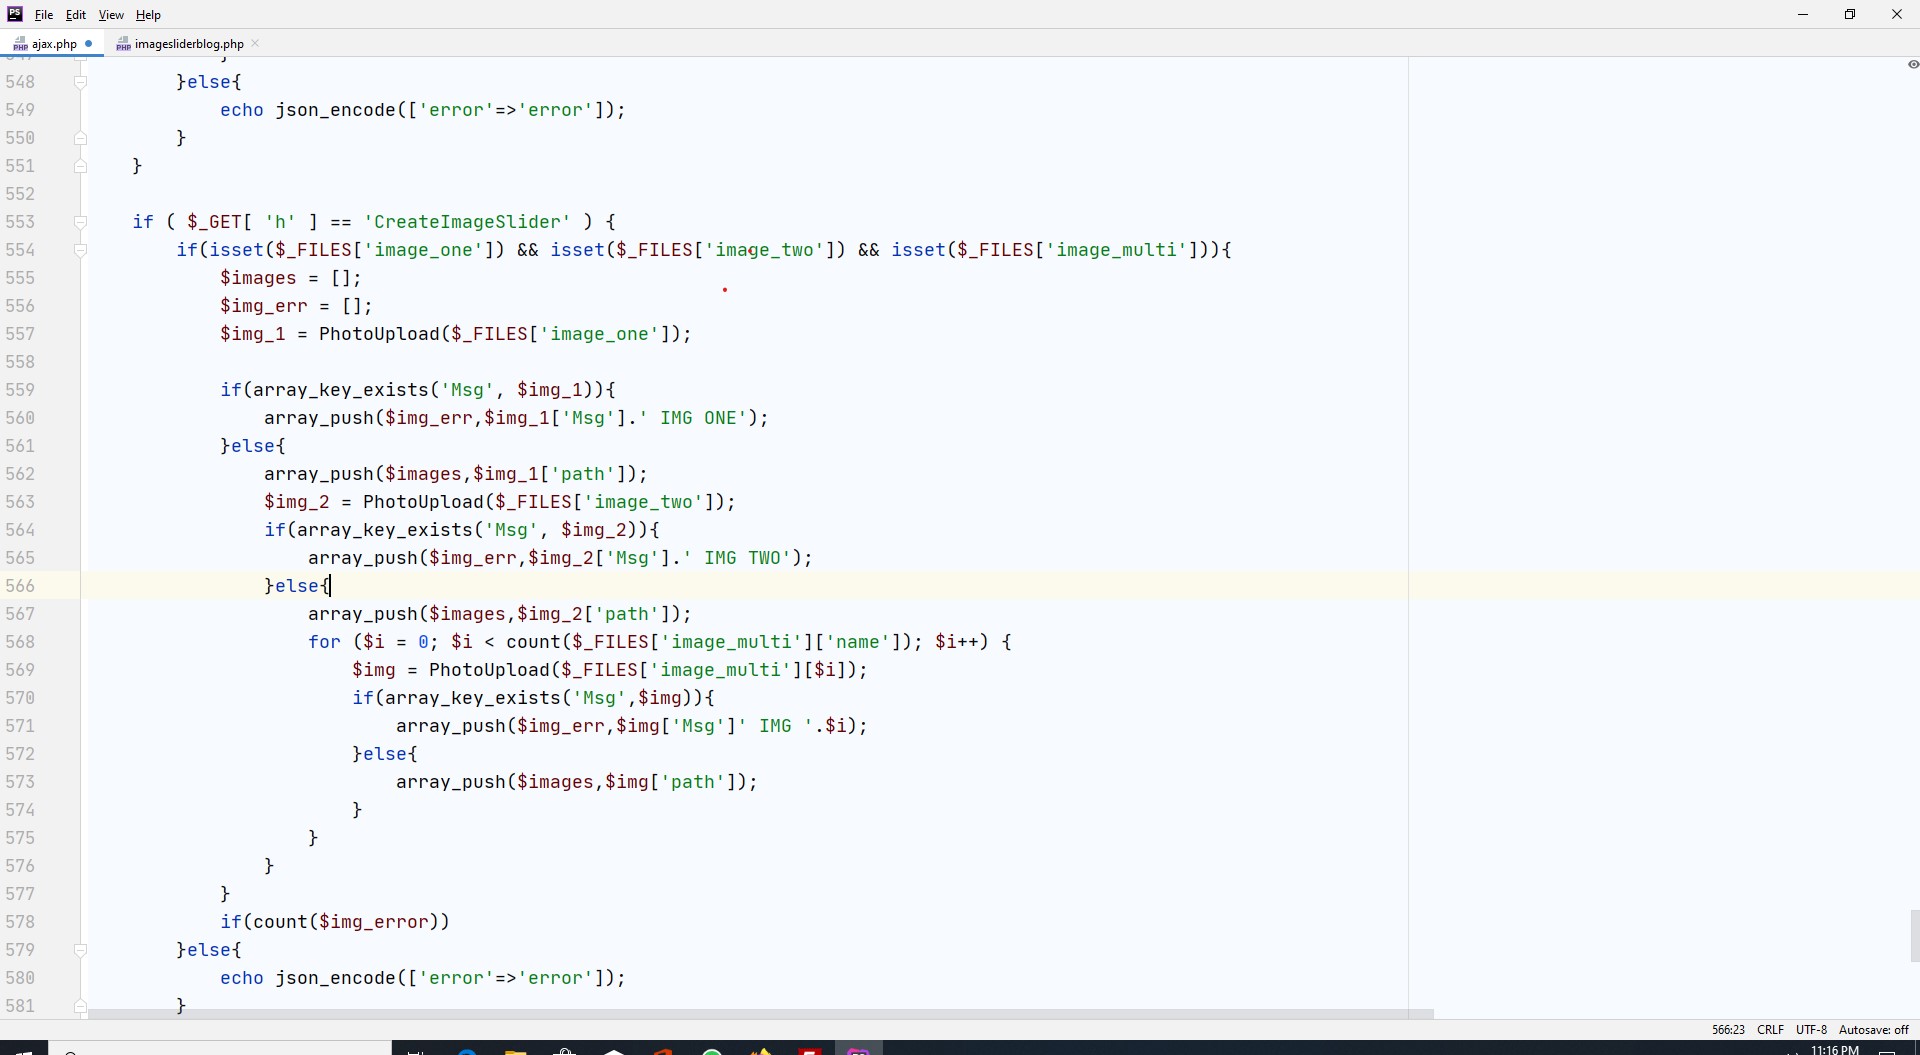 PS File Edit View Help
ajax.php imagesliderblog.php
548 }else{
549 echo json_encode(['error'=>'error']);
550 }
551 }
552
553 if ( $_GET[ 'h' ] == 'CreateImageSlider' ) {
554 if(isset($_FILES['image_one']) && isset($_FILES['image_two']) && isset($_FILES['image_multi'])){
555 $images = [];
556 $img_err = [];
557 $img_1 = PhotoUpload($_FILES['image_one']);
558
559 if(array_key_exists('Msg', $img_1)){
560 array_push($img_err,$img_1['Msg'].' IMG ONE');
561 }else{
562 array_push($images,$img_1['path']);
563 $img_2 = PhotoUpload($_FILES['image_two']);
564 if(array_key_exists('Msg', $img_2)){
565 array_push($img_err,$img_2['Msg'].' IMG TWO');
566 }else{
567 array_push($images,$img_2['path']);
568 for ($i = 0; $i < count($_FILES['image_multi']['name']); $i++) {
569 $img = PhotoUpload($_FILES['image_multi'][$i]);
570 if(array_key_exists('Msg',$img)){
571 array_push($img_err,$img['Msg']' IMG '.$i);
572 }else{
573 array_push($images,$img['path']);
574 }
575 }
576 }
577 }
578 if(count($img_error))
579 }else{
580 echo json_encode(['error'=>'error']);
581 }
566:23 CRLF UTF-8 Autosave: off
11:16 PM